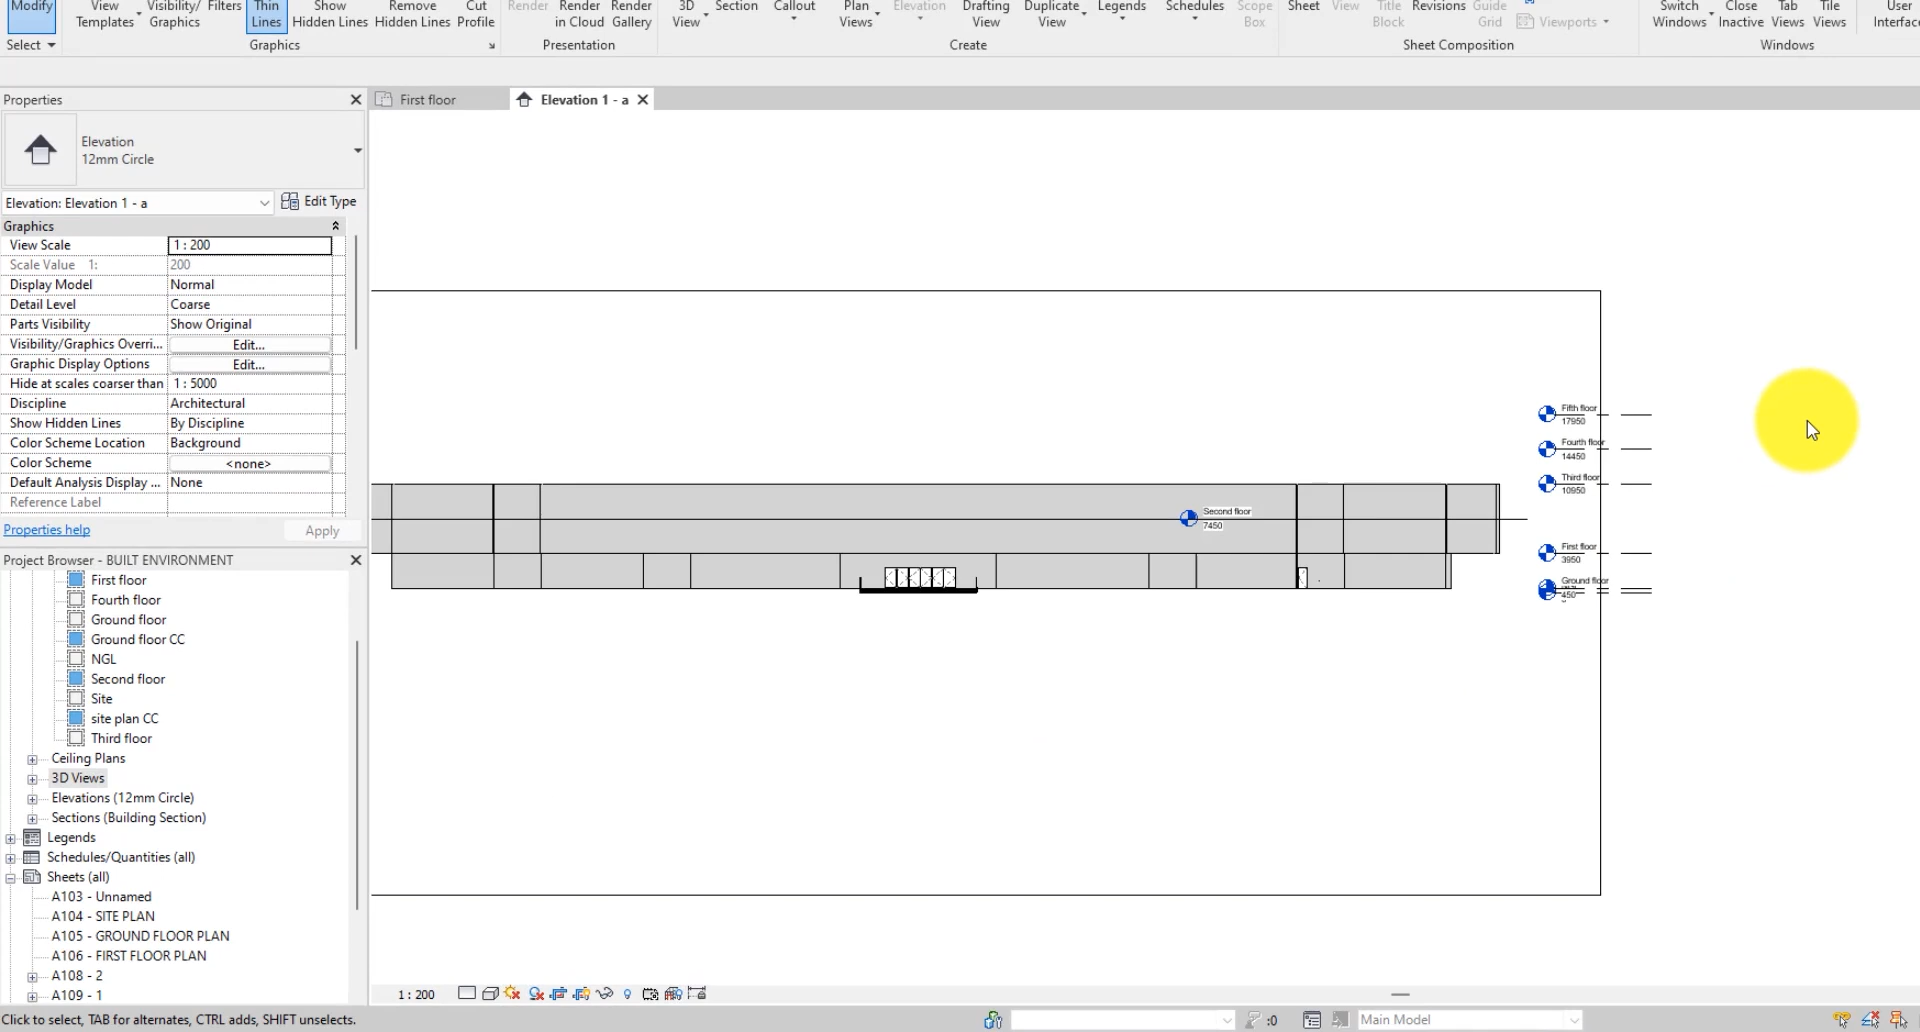 Modify
View Templates
Visibility/ Graphics
Filters
Thin Lines
Show Hidden Lines
Remove Hidden Lines
Cut Profile
Render
Render in Cloud
Render Gallery
3D View
Section
Callout
Plan Views
Elevation
Drafting View
Duplicate View
Legends
Schedules
Scope Box
Sheet
View
Title Block
Revisions
Guide Grid
Viewports
Switch Windows
Close Inactive
Tab Views
Tile Views
User Interface
Select
Graphics
Presentation
Create
Sheet Composition
Windows
Properties
First floor
Elevation 1 - a
Elevation
12mm Circle
Elevation: Elevation 1 - a
Edit Type
Graphics
View Scale 1 : 200
Scale Value 1: 200
Display Model Normal
Detail Level Coarse
Parts Visibility Show Original
Visibility/Graphics Overri... Edit...
Graphic Display Options Edit...
Hide at scales coarser than 1 : 5000
Discipline Architectural
Show Hidden Lines By Discipline
Color Scheme Location Background
Color Scheme <none>
Default Analysis Display ... None
Reference Label
Properties help
Apply
Project Browser - BUILT ENVIRONMENT
First floor
Fourth floor
Ground floor
Ground floor CC
NGL
Second floor
Site
site plan CC
Third floor
Ceiling Plans
3D Views
Elevations (12mm Circle)
Sections (Building Section)
Legends
Schedules/Quantities (all)
Sheets (all)
A103 - Unnamed
A104 - SITE PLAN
A105 - GROUND FLOOR PLAN
A106 - FIRST FLOOR PLAN
A108 - 2
A109 - 1
Fifth floor
17950
Fourth floor
14450
Third floor
10950
Second floor
7450
First floor
3950
Ground floor
450
1 : 200
Click to select, TAB for alternates, CTRL adds, SHIFT unselects.
:0
Main Model